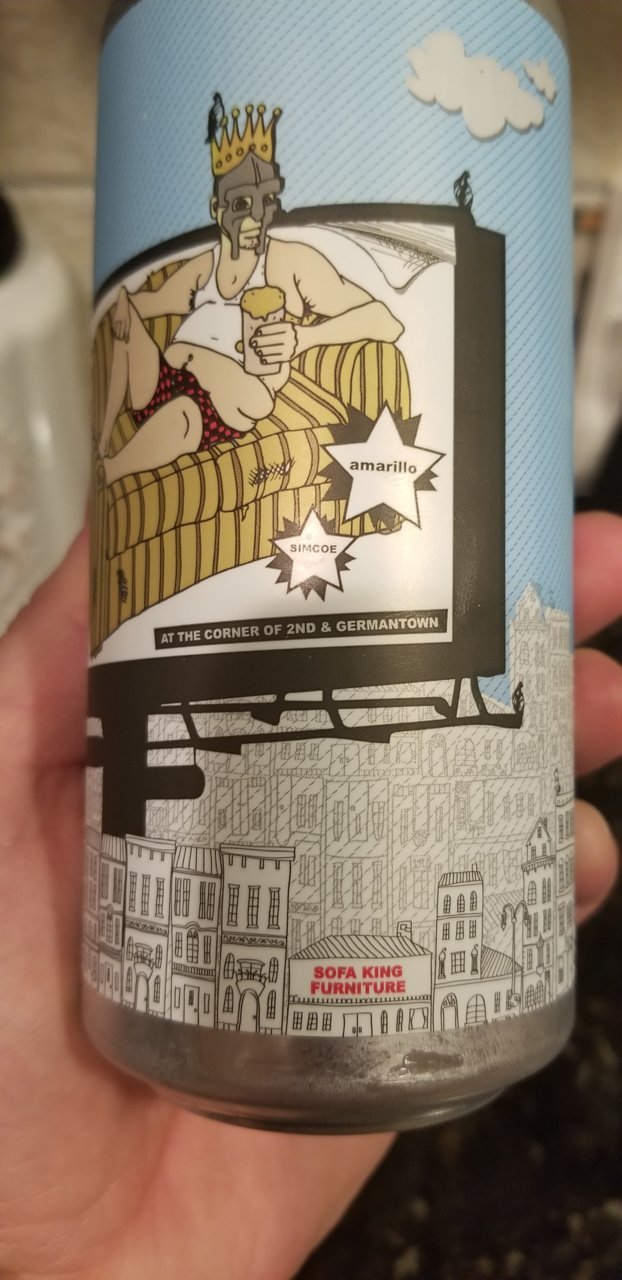 amarillo
SIMCOE
AT THE CORNER OF 2ND & GERMANTOWN
SOFA KING
FURNITURE